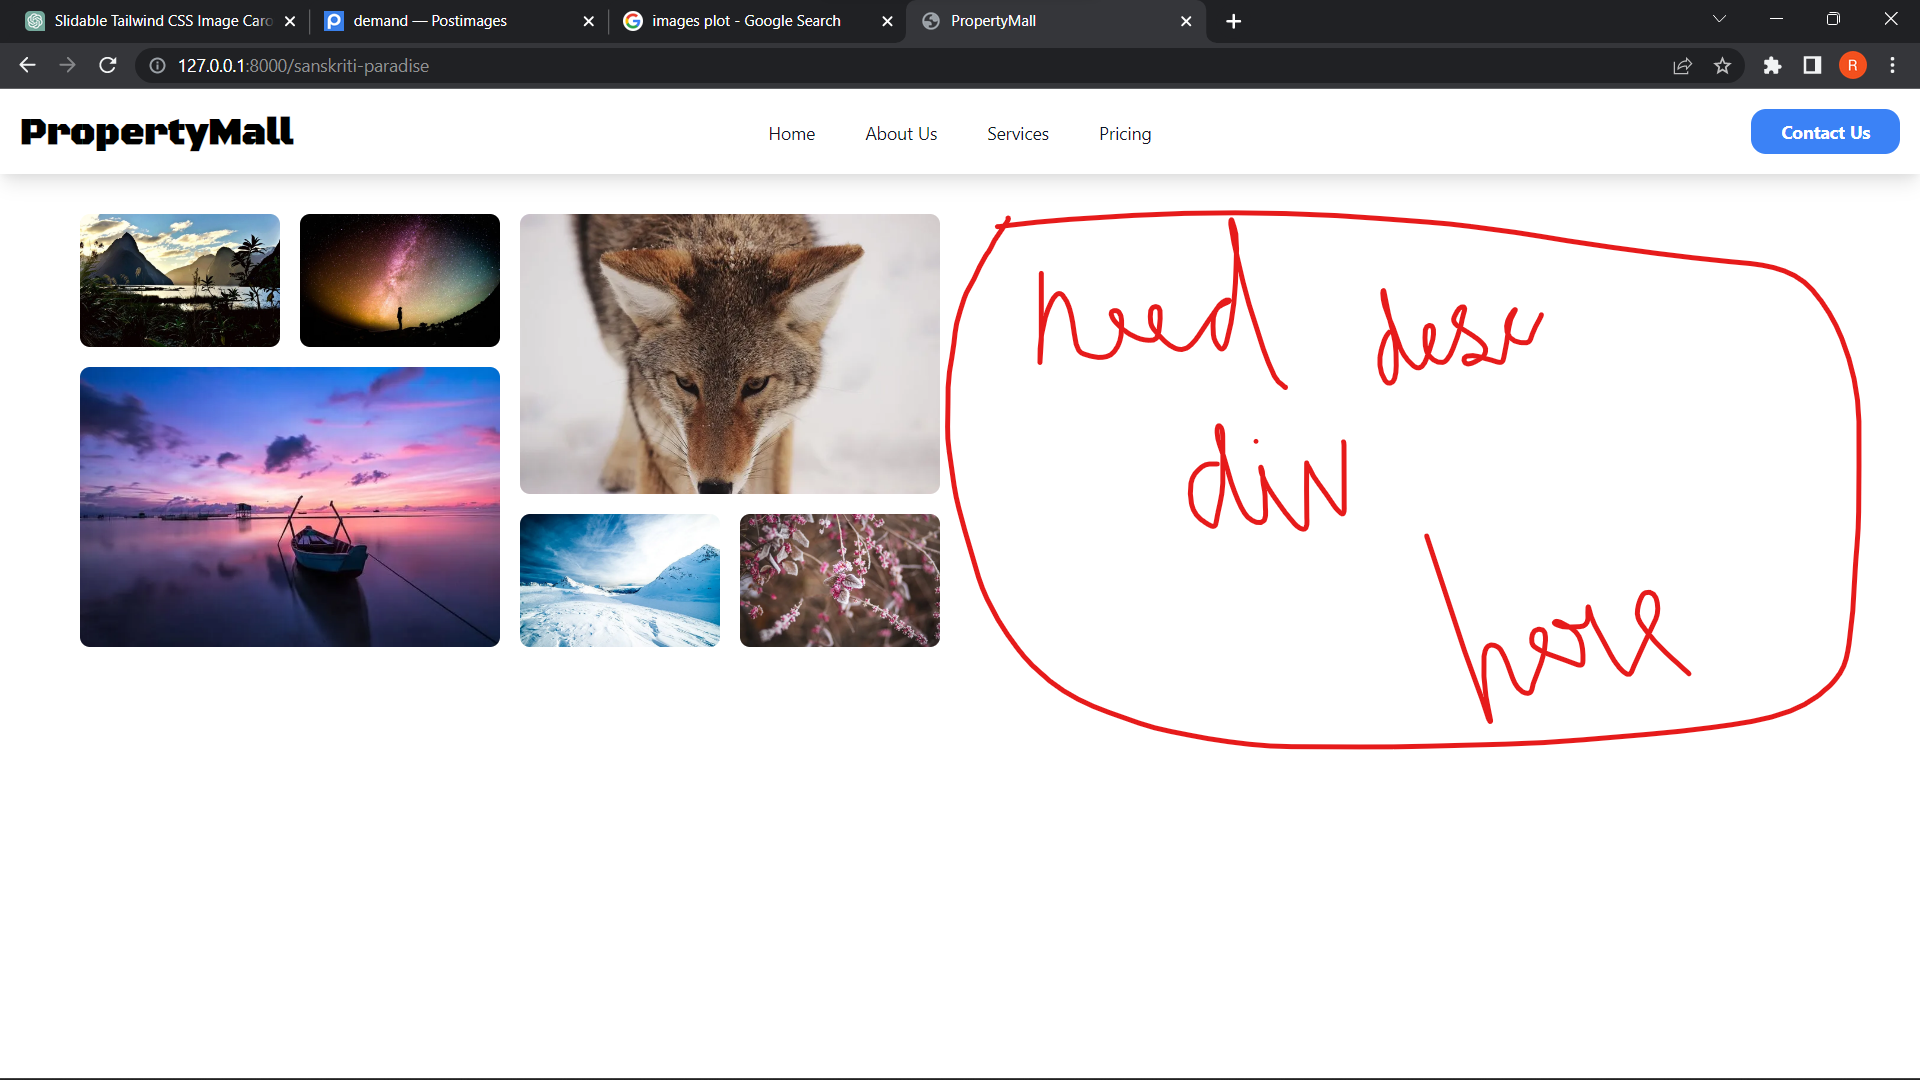 Slidable Tailwind CSS Image Caro
demand — Postimages
images plot - Google Search
PropertyMall
127.0.0.1:8000/sanskriti-paradise
R
PropertyMall
Home
About Us
Services
Pricing
Contact Us
need desc
div
here